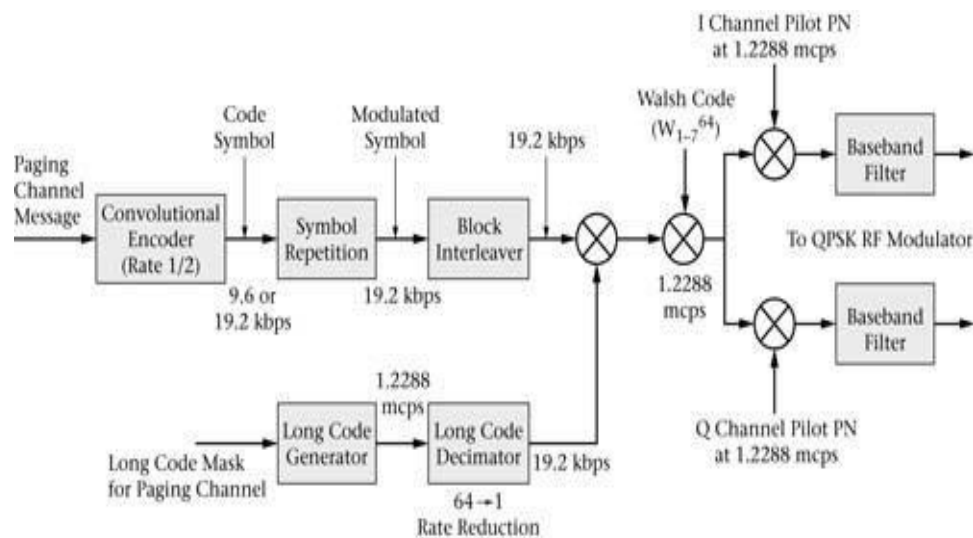 I Channel Pilot PN
at 1.2288 mcps
Walsh Code
(W₁₋₇⁶⁴)
Code
Symbol
Modulated
Symbol
19.2 kbps
Paging
Channel
Message
Convolutional
Encoder
(Rate 1/2)
Symbol
Repetition
Block
Interleaver
Baseband
Filter
To QPSK RF Modulator
9.6 or
19.2 kbps
19.2 kbps
1.2288
mcps
Baseband
Filter
1.2288
mcps
Long Code
Generator
Long Code
Decimator
19.2 kbps
Long Code Mask
for Paging Channel
64→1
Rate Reduction
Q Channel Pilot PN
at 1.2288 mcps